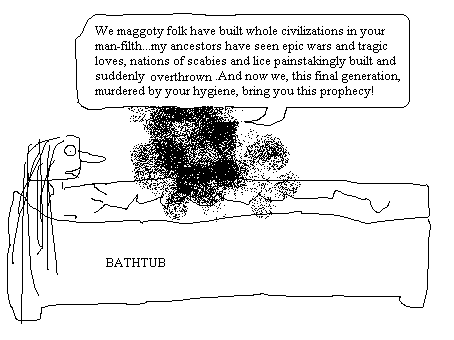 We maggoty folk have built whole civilizations in your
man-filth...my ancestors have seen epic wars and tragic
loves, nations of scabies and lice painstakingly built and
suddenly overthrown .And now we, this final generation,
murdered by your hygiene, bring you this prophecy!
BATHTUB